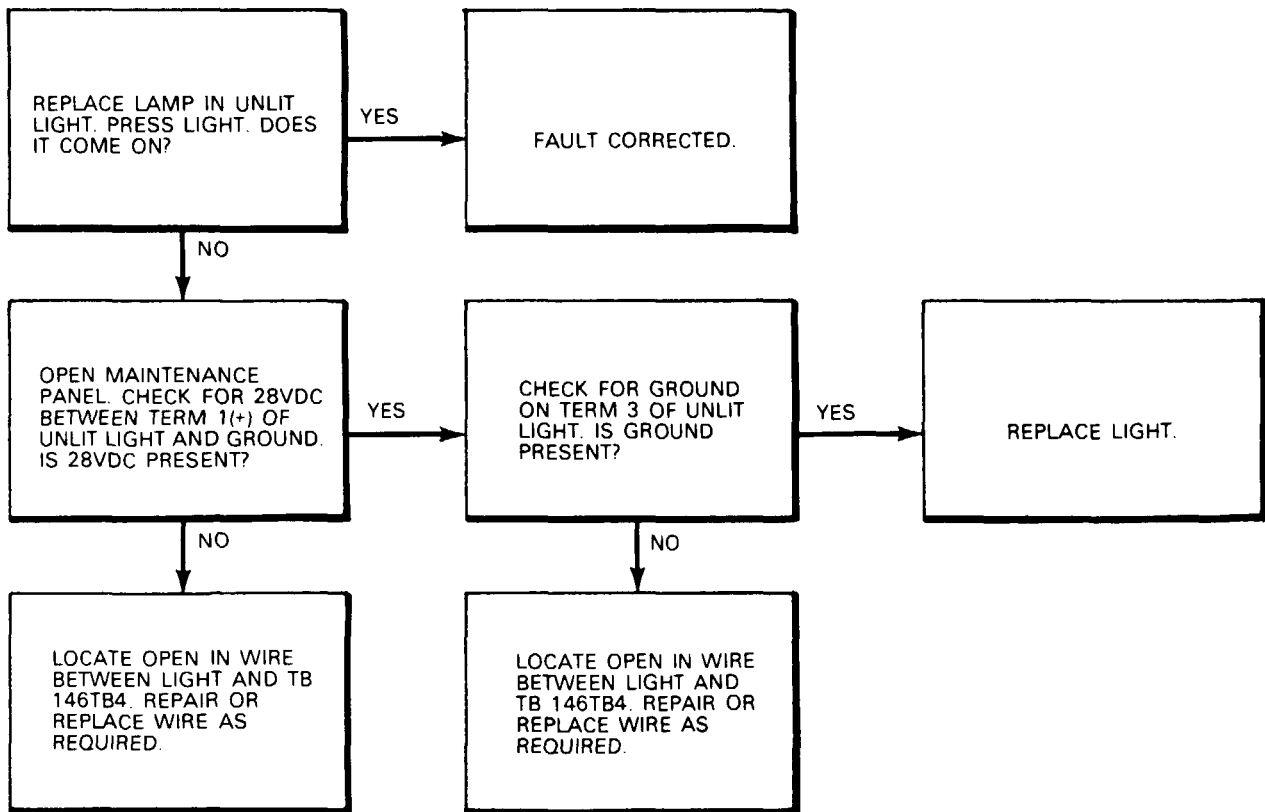 REPLACE LAMP IN UNLIT
LIGHT. PRESS LIGHT. DOES
IT COME ON?
YES
FAULT CORRECTED.
NO
OPEN MAINTENANCE
PANEL. CHECK FOR 28VDC
BETWEEN TERM 1(+) OF
UNLIT LIGHT AND GROUND.
IS 28VDC PRESENT?
YES
CHECK FOR GROUND
ON TERM 3 OF UNLIT
LIGHT. IS GROUND
PRESENT?
YES
REPLACE LIGHT.
NO
NO
LOCATE OPEN IN WIRE
BETWEEN LIGHT AND TB
146TB4. REPAIR OR
REPLACE WIRE AS
REQUIRED.
LOCATE OPEN IN WIRE
BETWEEN LIGHT AND
TB 146TB4. REPAIR OR
REPLACE WIRE AS
REQUIRED.